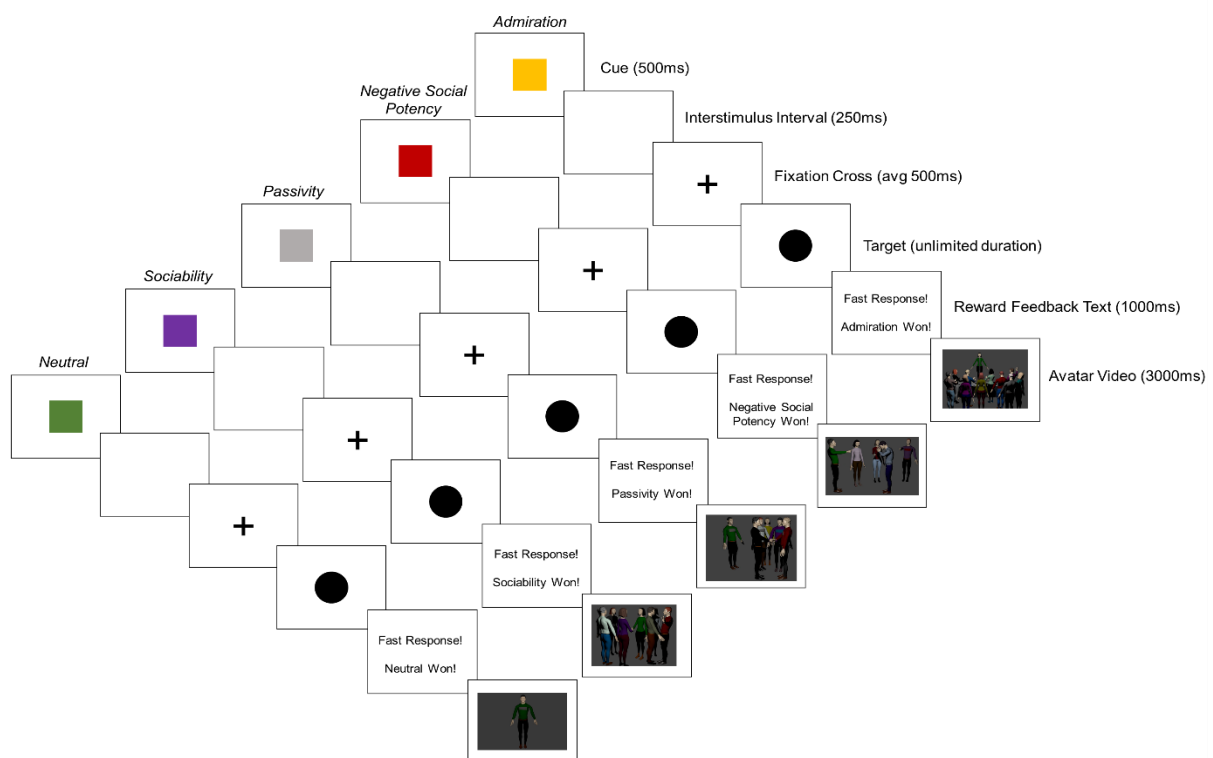 Admiration
Cue (500ms)
Negative Social
Potency
Interstimulus Interval (250ms)
Fixation Cross (avg 500ms)
Passivity
Target (unlimited duration)
Sociability
Fast Response!
Admiration Won!
Reward Feedback Text (1000ms)
Neutral
Avatar Video (3000ms)
Fast Response!
Negative Social
Potency Won!
Fast Response!
Passivity Won!
Fast Response!
Sociability Won!
Fast Response!
Neutral Won!